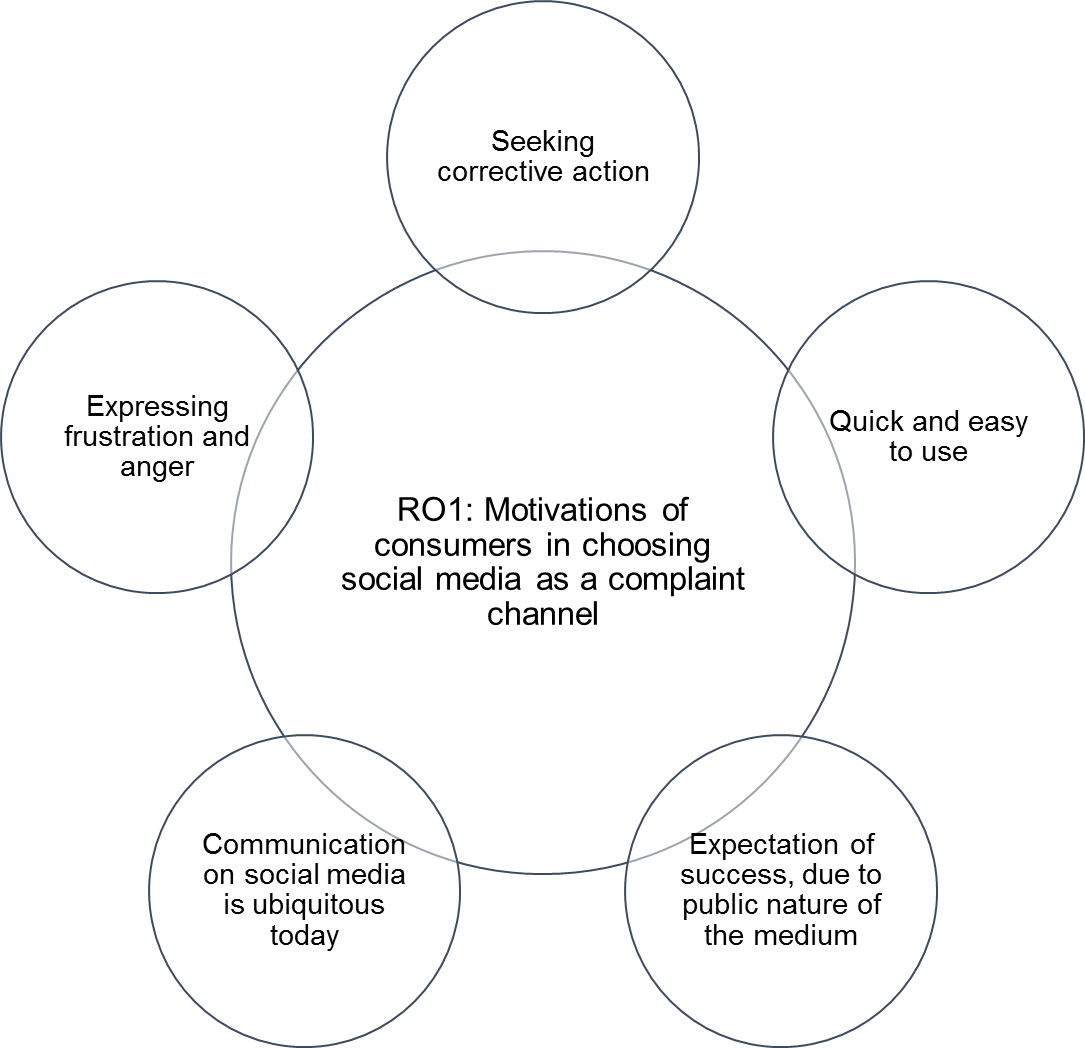 Seeking
corrective action
Expressing
frustration and
anger
Quick and easy
to use
RO1: Motivations of
consumers in choosing
social media as a complaint
channel
Communication
on social media
is ubiquitous
today
Expectation of
success, due to
public nature of
the medium